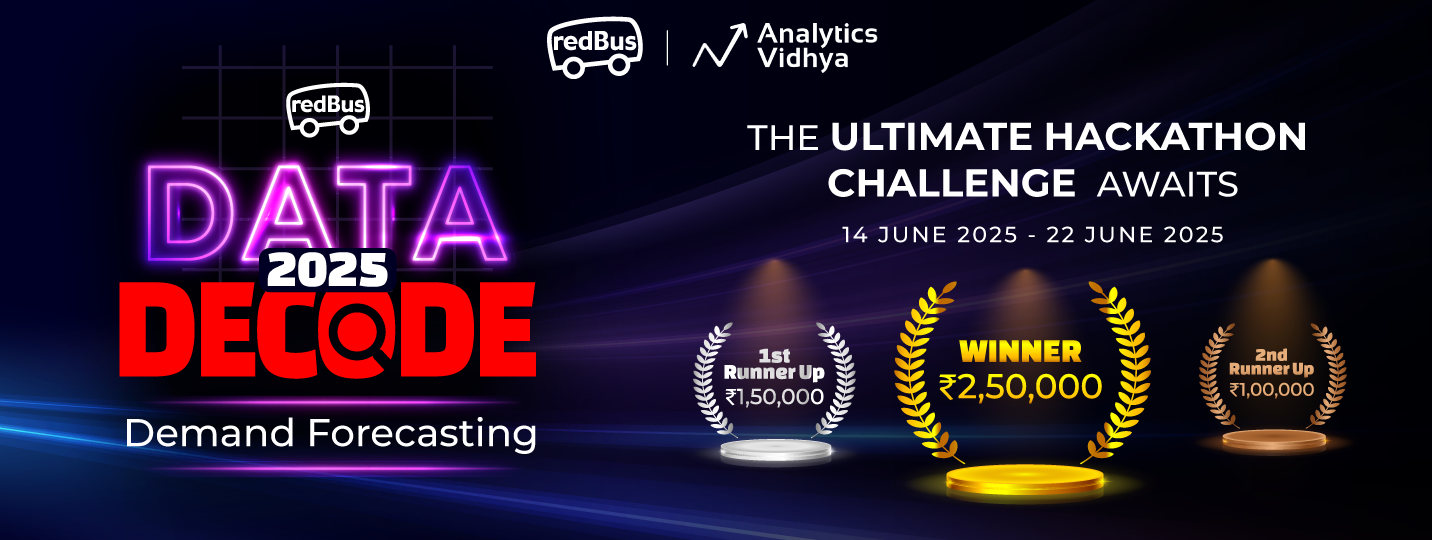 redBus
Analytics
Vidhya
redBus
DATA
2025
DECODE
Demand Forecasting
THE ULTIMATE HACKATHON
CHALLENGE AWAITS
14 JUNE 2025 - 22 JUNE 2025
1st
Runner Up
₹1,50,000
WINNER
₹2,50,000
2nd
Runner Up
₹1,00,000